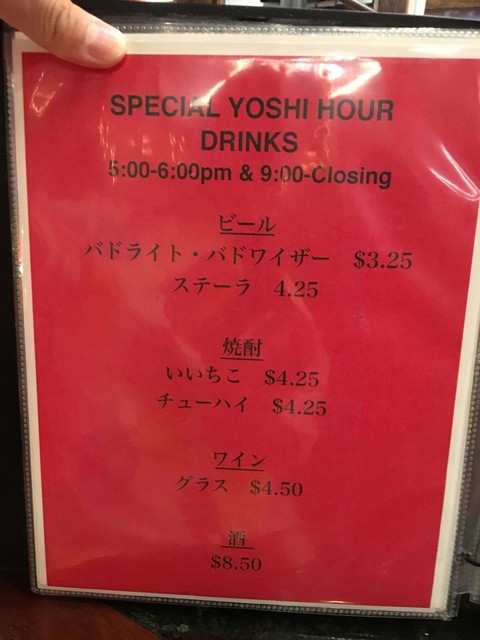 SPECIAL YOSHI HOUR
DRINKS
5:00-6:00pm & 9:00-Closing
ビール
バドライト・バドワイザー $3.25
ステーラ 4.25
焼酎
いいちこ $4.25
チューハイ $4.25
ワイン
グラス $4.50
酒
$8.50